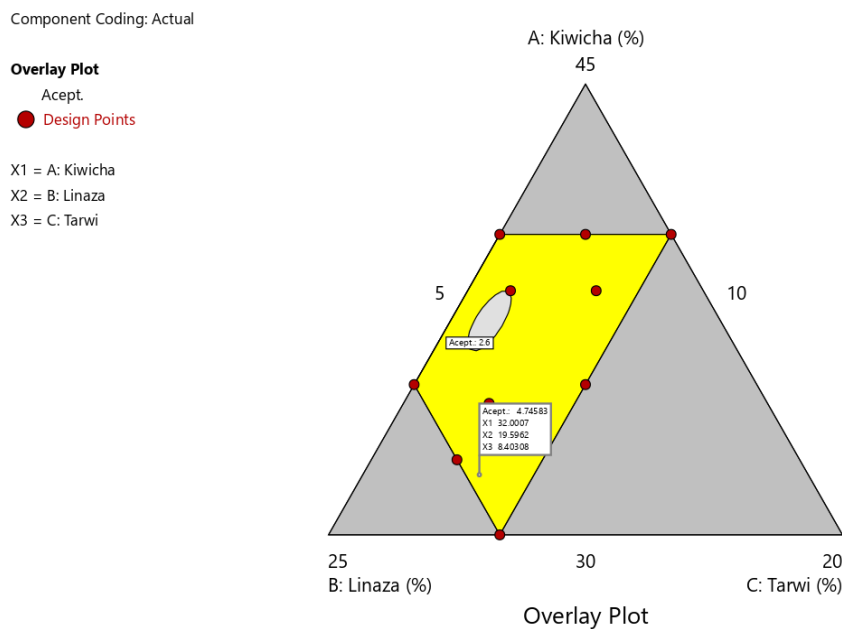 Component Coding: Actual
Overlay Plot
Acept.
Design Points
X1 = A: Kiwicha
X2 = B: Linaza
X3 = C: Tarwi
A: Kiwicha (%)
45
5
10
Acept.: 2.6
Acept.: 4.74583
X1 32.0007
X2 19.5962
X3 8.40308
25
30
20
B: Linaza (%)
C: Tarwi (%)
Overlay Plot